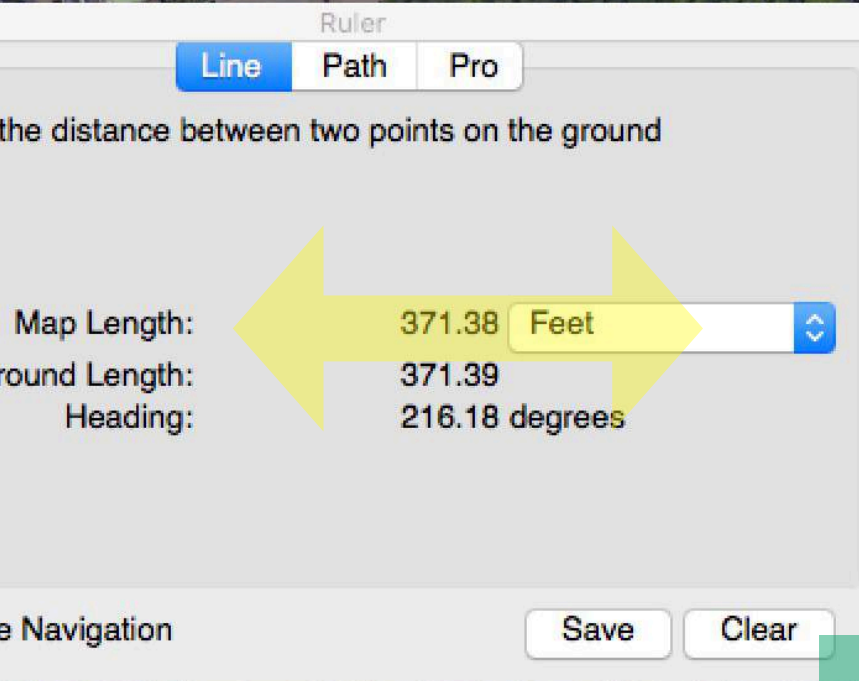 Ruler
Line Path Pro
the distance between two points on the ground
Map Length: 371.38 Feet
round Length: 371.39
Heading: 216.18 degrees
e Navigation Save Clear